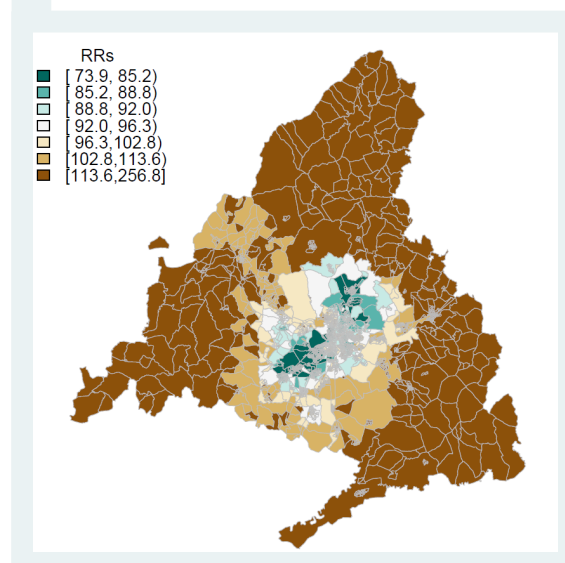 RRs
[ 73.9, 85.2)
[ 85.2, 88.8)
[ 88.8, 92.0)
[ 92.0, 96.3)
[ 96.3,102.8)
[102.8,113.6)
[113.6,256.8]